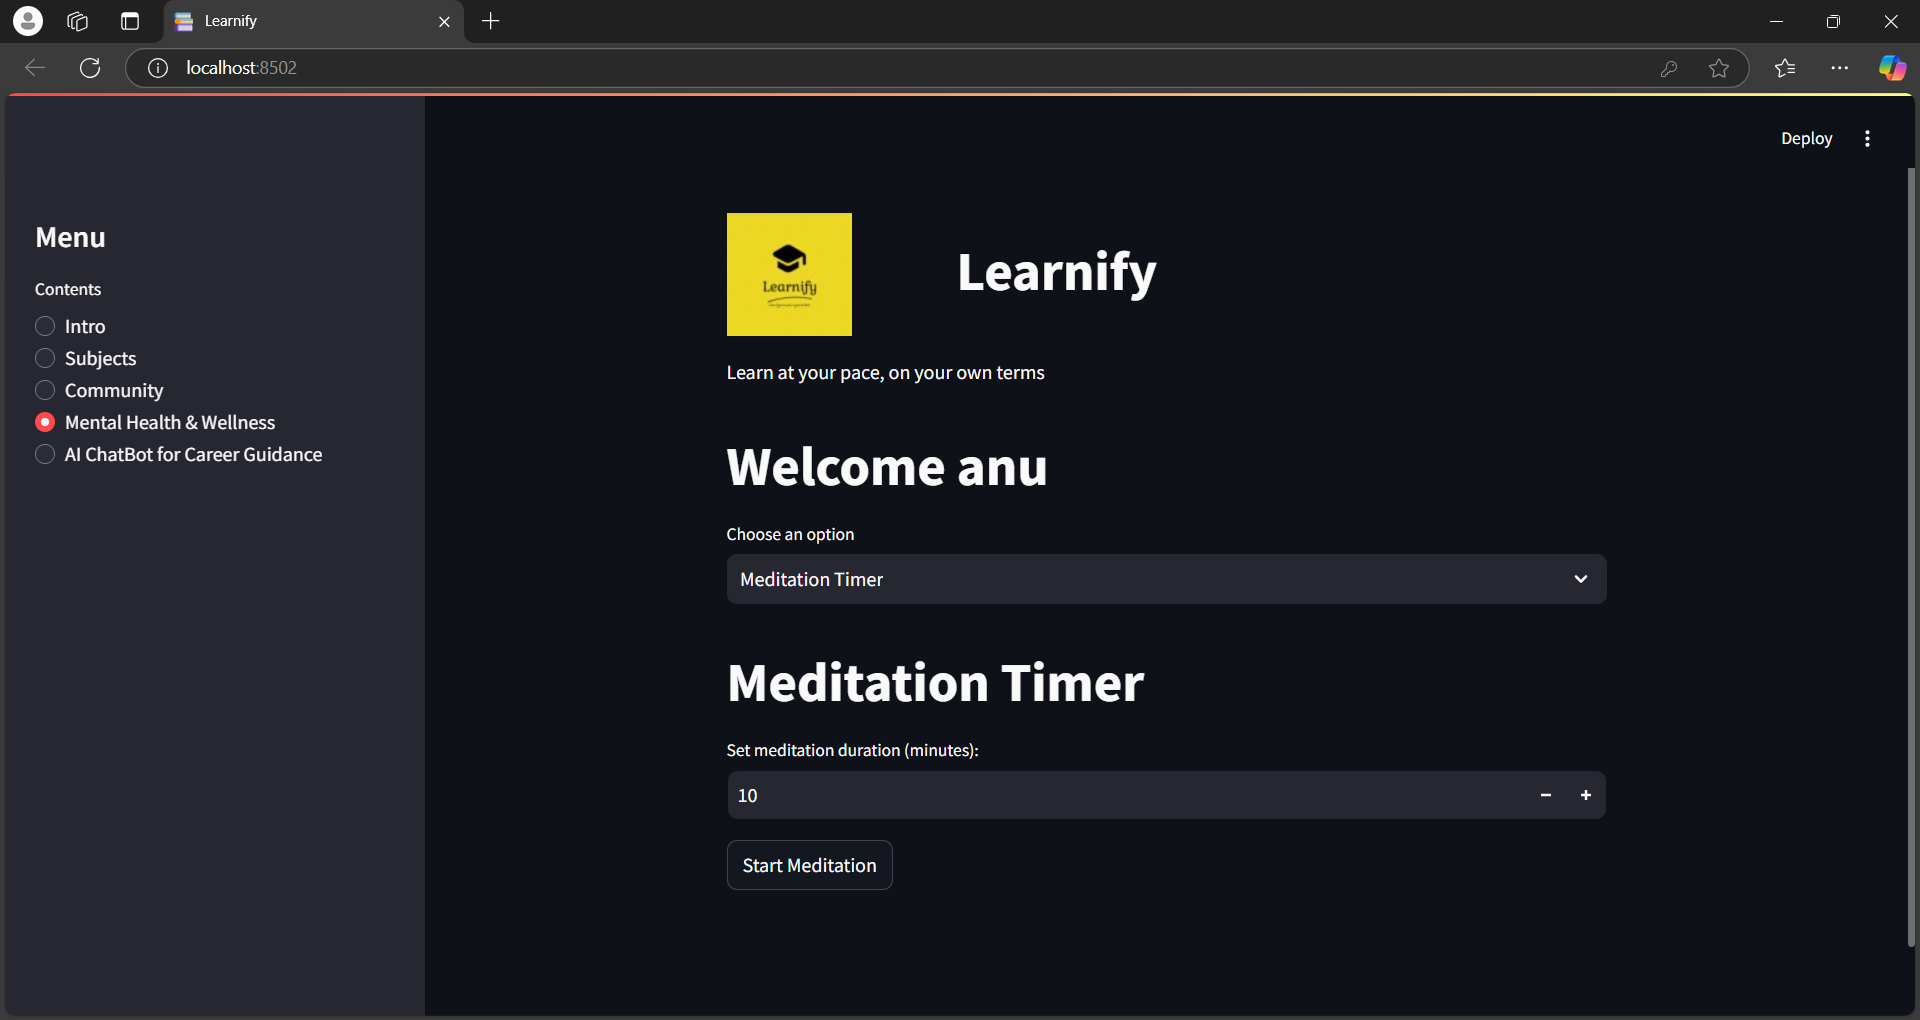 Learnify
localhost:8502
Deploy
Menu
Contents
Intro
Subjects
Community
Mental Health & Wellness
AI ChatBot for Career Guidance
Learnify
Learnify
Learn at your pace, on your own terms
Welcome anu
Choose an option
Meditation Timer
Meditation Timer
Set meditation duration (minutes):
10
Start Meditation